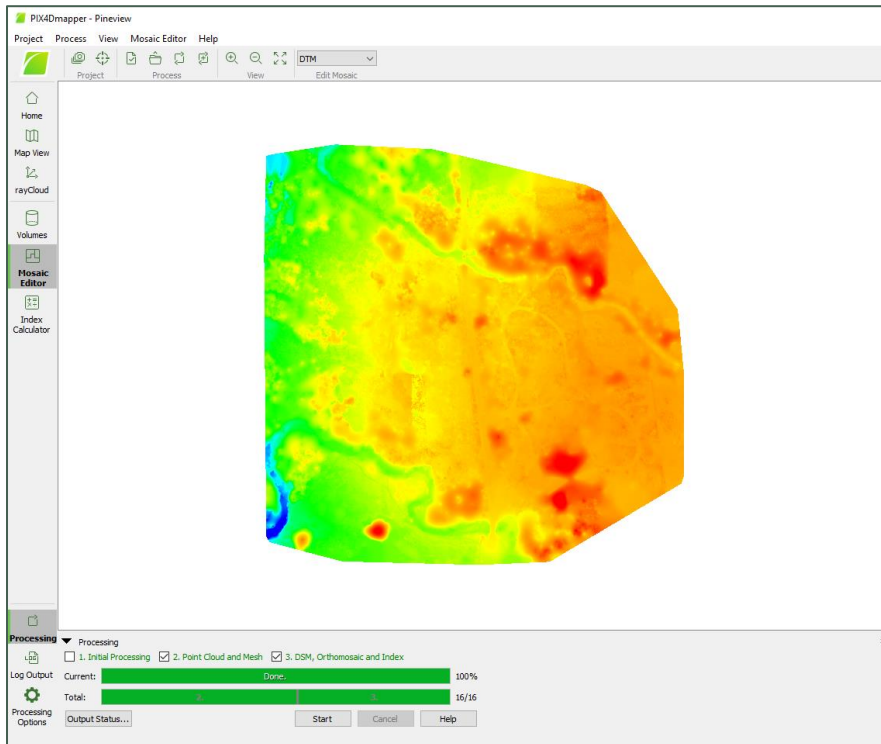 PIX4Dmapper - Pineview
Project Process View Mosaic Editor Help
DTM
Project Process View Edit Mosaic
Home
Map View
rayCloud
Volumes
Mosaic
Editor
Index
Calculator
Processing
Log Output
Processing
Options
Processing
1. Initial Processing 2. Point Cloud and Mesh 3. DSM, Orthomosaic and Index
Current: Done. 100%
Total: 2. 3. 16/16
Output Status... Start Cancel Help